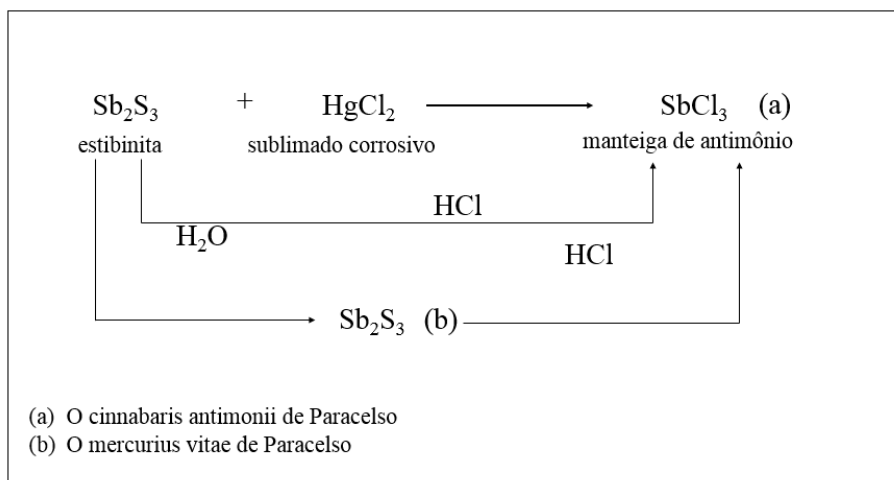 Sb₂S₃ + HgCl₂ SbCl₃ (a)
estibinita sublimado corrosivo manteiga de antimônio
HCl
H₂O
HCl
Sb₂S₃ (b)
(a) O cinnabaris antimonii de Paracelso
(b) O mercurius vitae de Paracelso